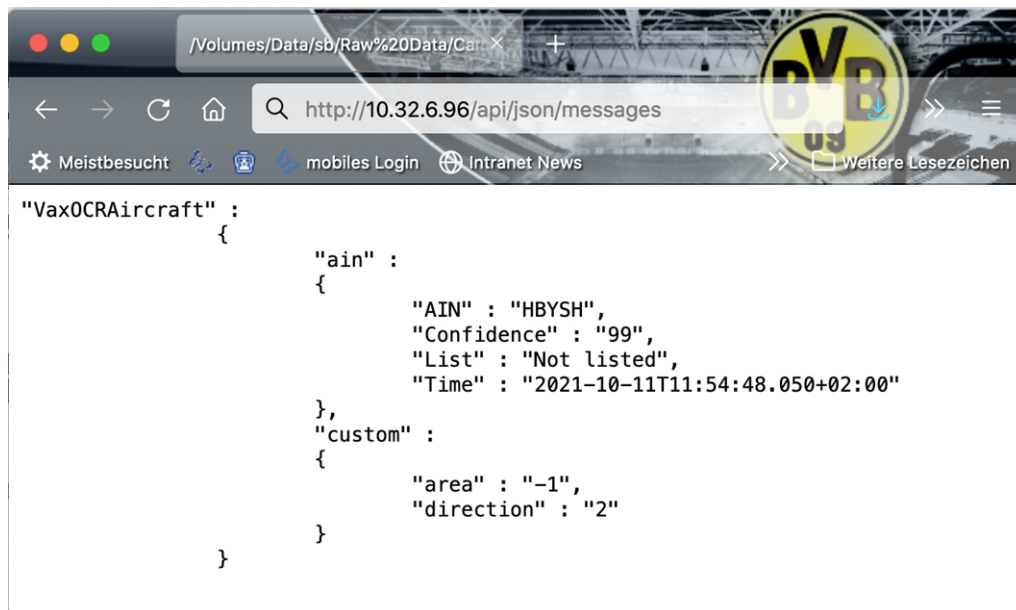 /Volumes/Data/sb/Raw%20Data/Ca
http://10.32.6.96/api/json/messages
BVB
09
Meistbesucht mobiles Login Intranet News Weitere Lesezeichen
"VaxOCRAircraft" :
{
"ain" :
{
"AIN" : "HBYSH",
"Confidence" : "99",
"List" : "Not listed",
"Time" : "2021-10-11T11:54:48.050+02:00"
},
"custom" :
{
"area" : "-1",
"direction" : "2"
}
}